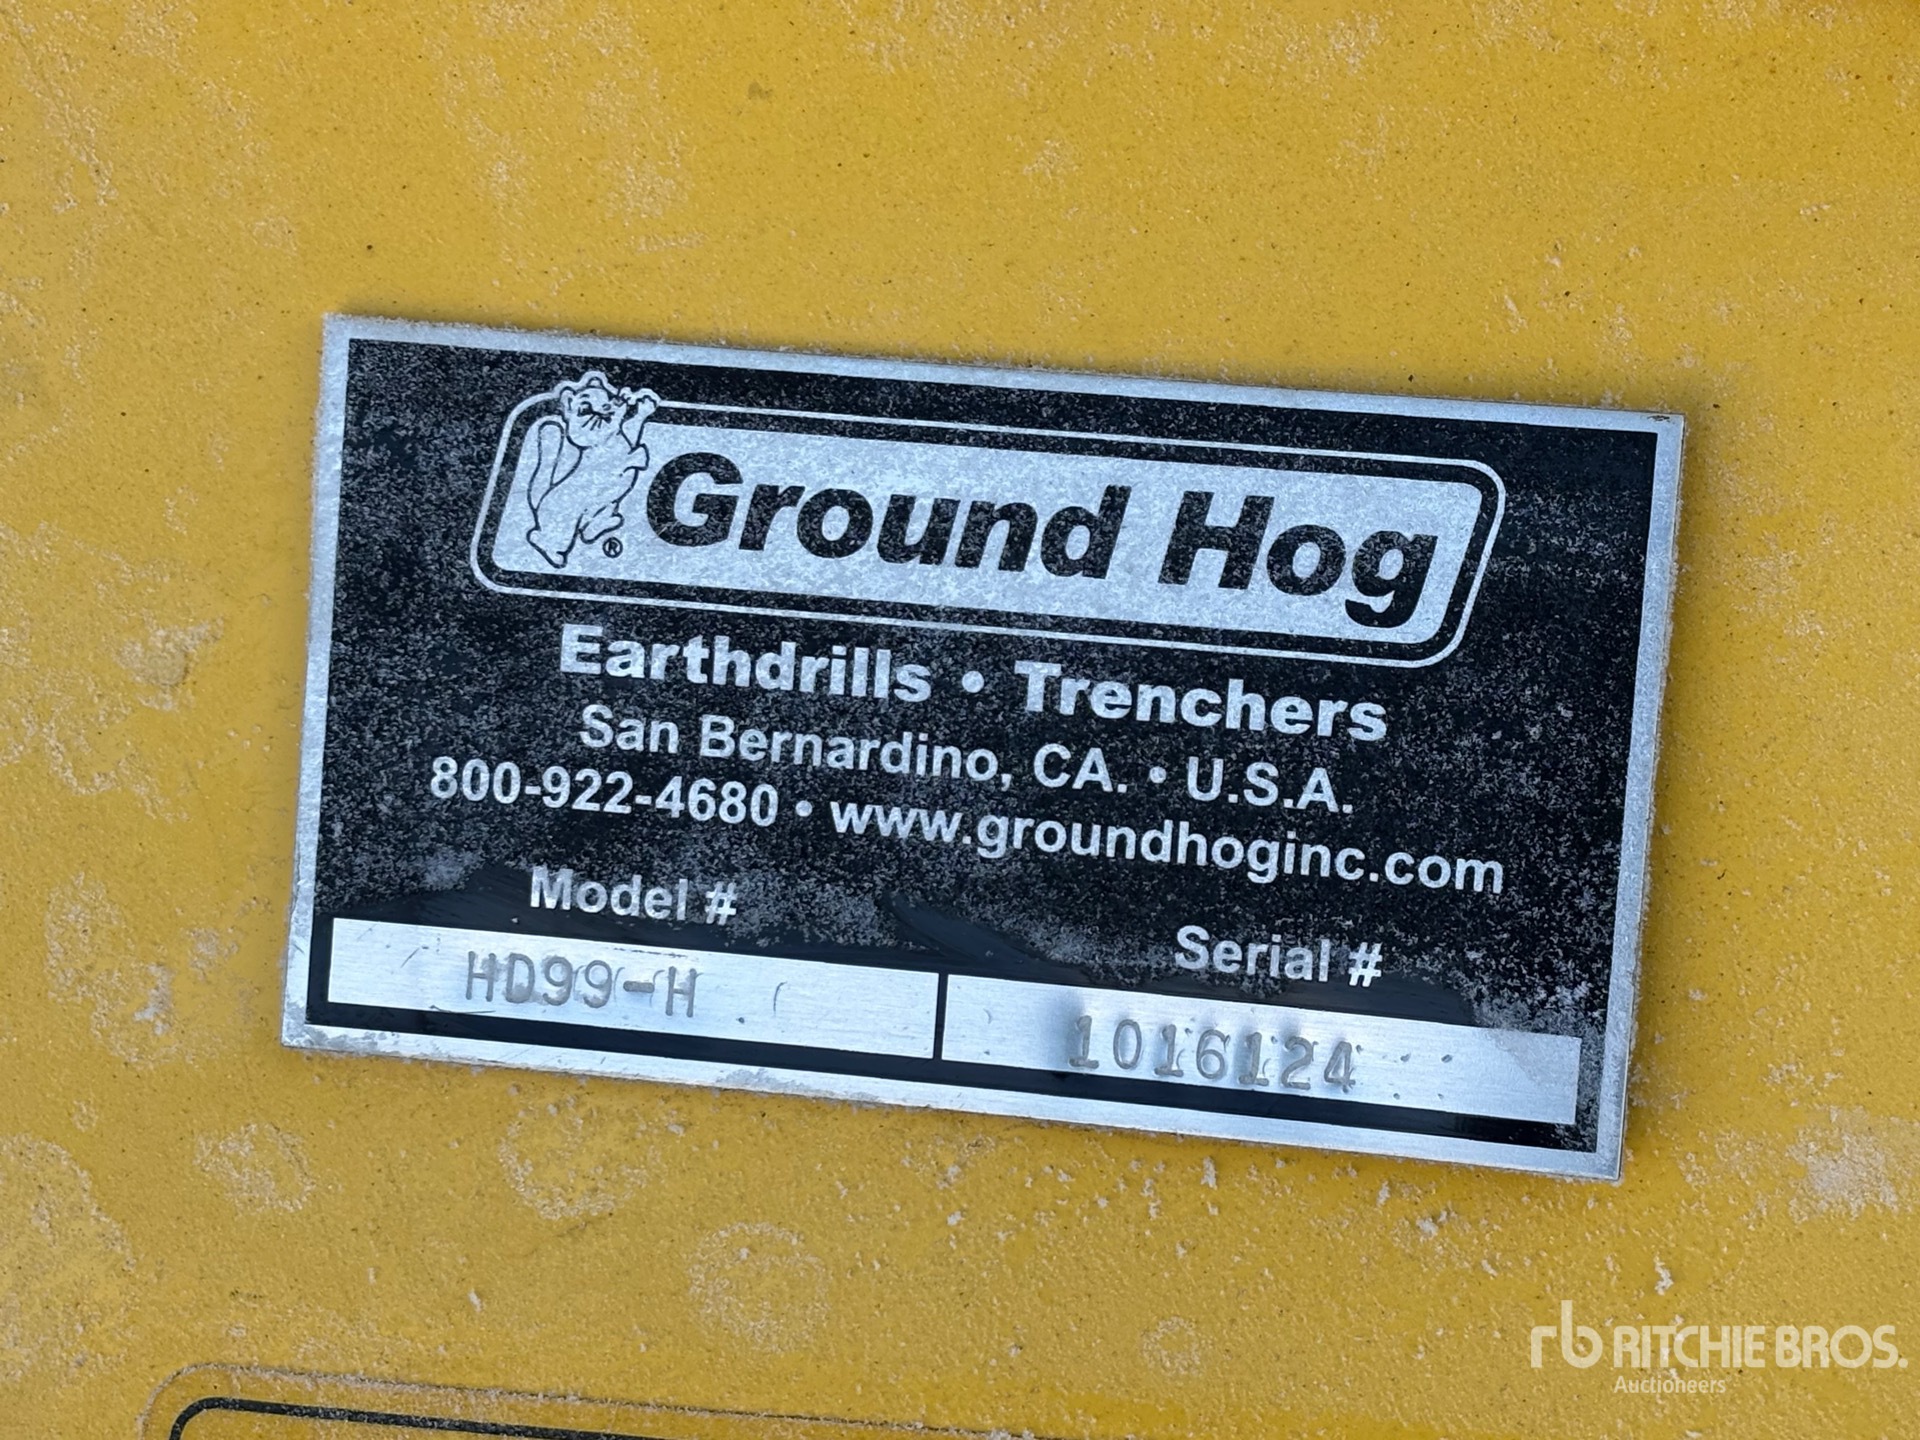 Ground Hog
®
Earthdrills • Trenchers
San Bernardino, CA. • U.S.A.
800-922-4680 • www.groundhoginc.com
Model #
Serial #
HD99-H
1016124
rb RITCHIE BROS.
Auctioneers